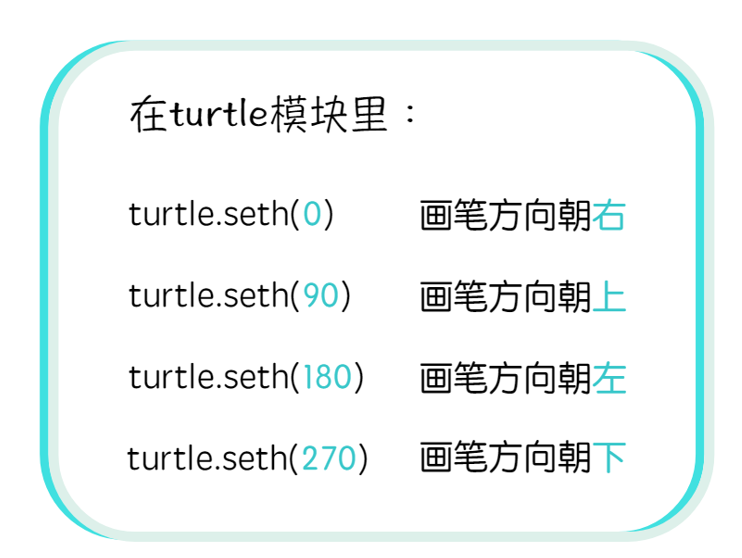 在turtle模块里：
turtle.seth(0) 画笔方向朝右
turtle.seth(90) 画笔方向朝上
turtle.seth(180) 画笔方向朝左
turtle.seth(270) 画笔方向朝下